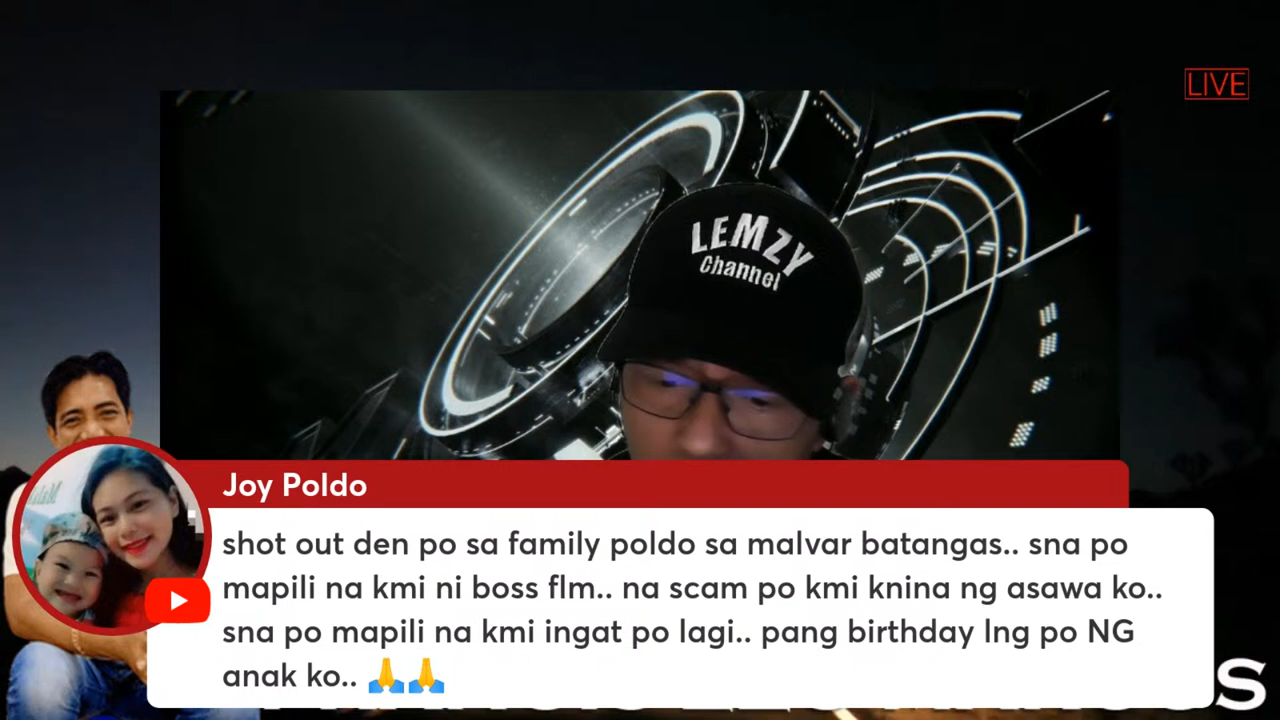 LIVE
LEMZY
Channel
Joy Poldo
shot out den po sa family poldo sa malvar batangas.. sna po
mapili na kmi ni boss flm.. na scam po kmi knina ng asawa ko..
sna po mapili na kmi ingat po lagi.. pang birthday lng po NG
anak ko.. 🙏🙏